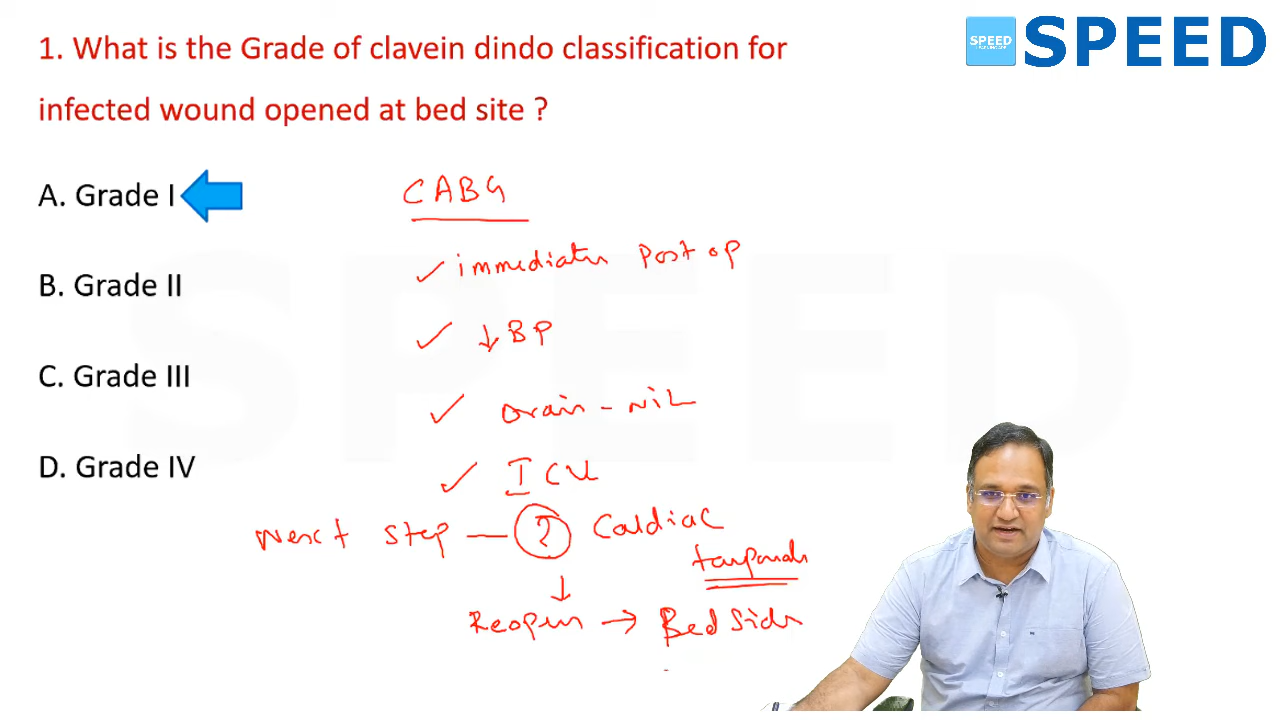 1. What is the Grade of clavein dindo classification for
infected wound opened at bed site ?
SPEED
SPEED
A. Grade I
B. Grade II
C. Grade III
D. Grade IV
CABG
✓ immediate Post op
✓ ↓ BP
✓ Drain - NiL
✓ ICU
Next step — ? Cardiac
↓
Reopen → Bed Side
SPEED